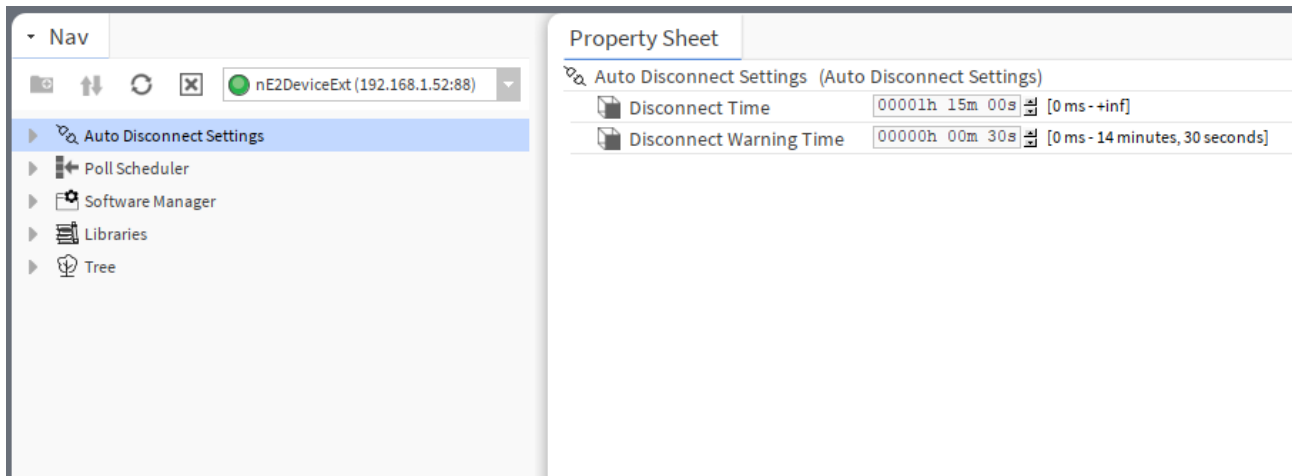 Nav
nE2DeviceExt (192.168.1.52:88)
Auto Disconnect Settings
Poll Scheduler
Software Manager
Libraries
Tree
Property Sheet
Auto Disconnect Settings (Auto Disconnect Settings)
Disconnect Time 00001h 15m 00s [0 ms - +inf]
Disconnect Warning Time 00000h 00m 30s [0 ms - 14 minutes, 30 seconds]